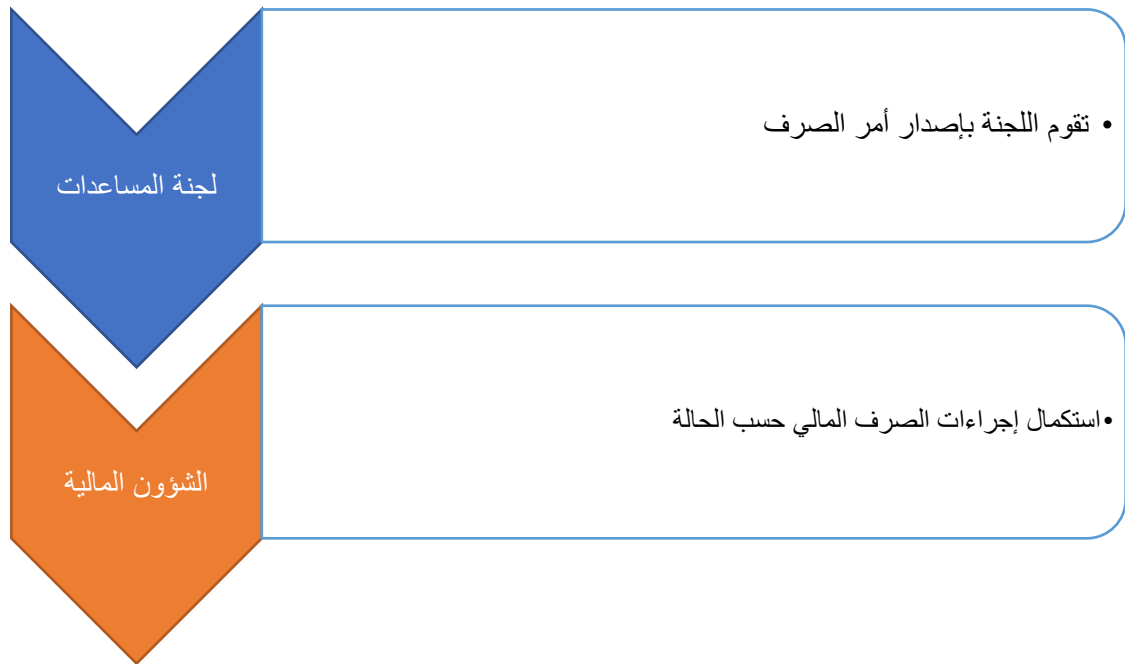 لجنة المساعدات
• تقوم اللجنة بإصدار أمر الصرف
الشؤون المالية
•استكمال إجراءات الصرف المالي حسب الحالة